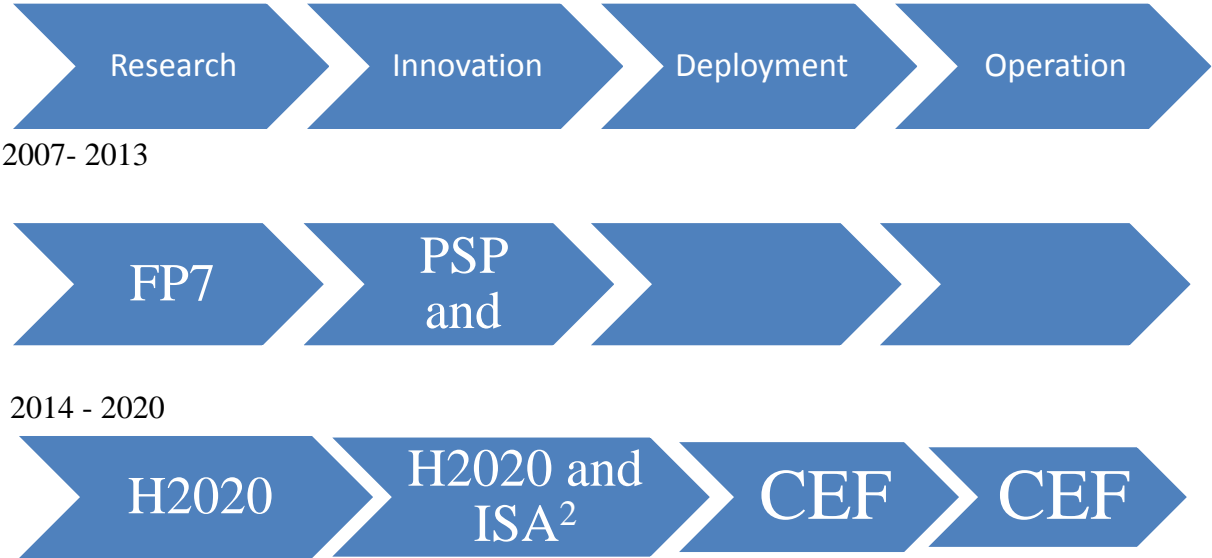 Research Innovation Deployment Operation
2007- 2013
FP7
PSP
and
2014 - 2020
H2020
H2020 and
ISA²
CEF
CEF